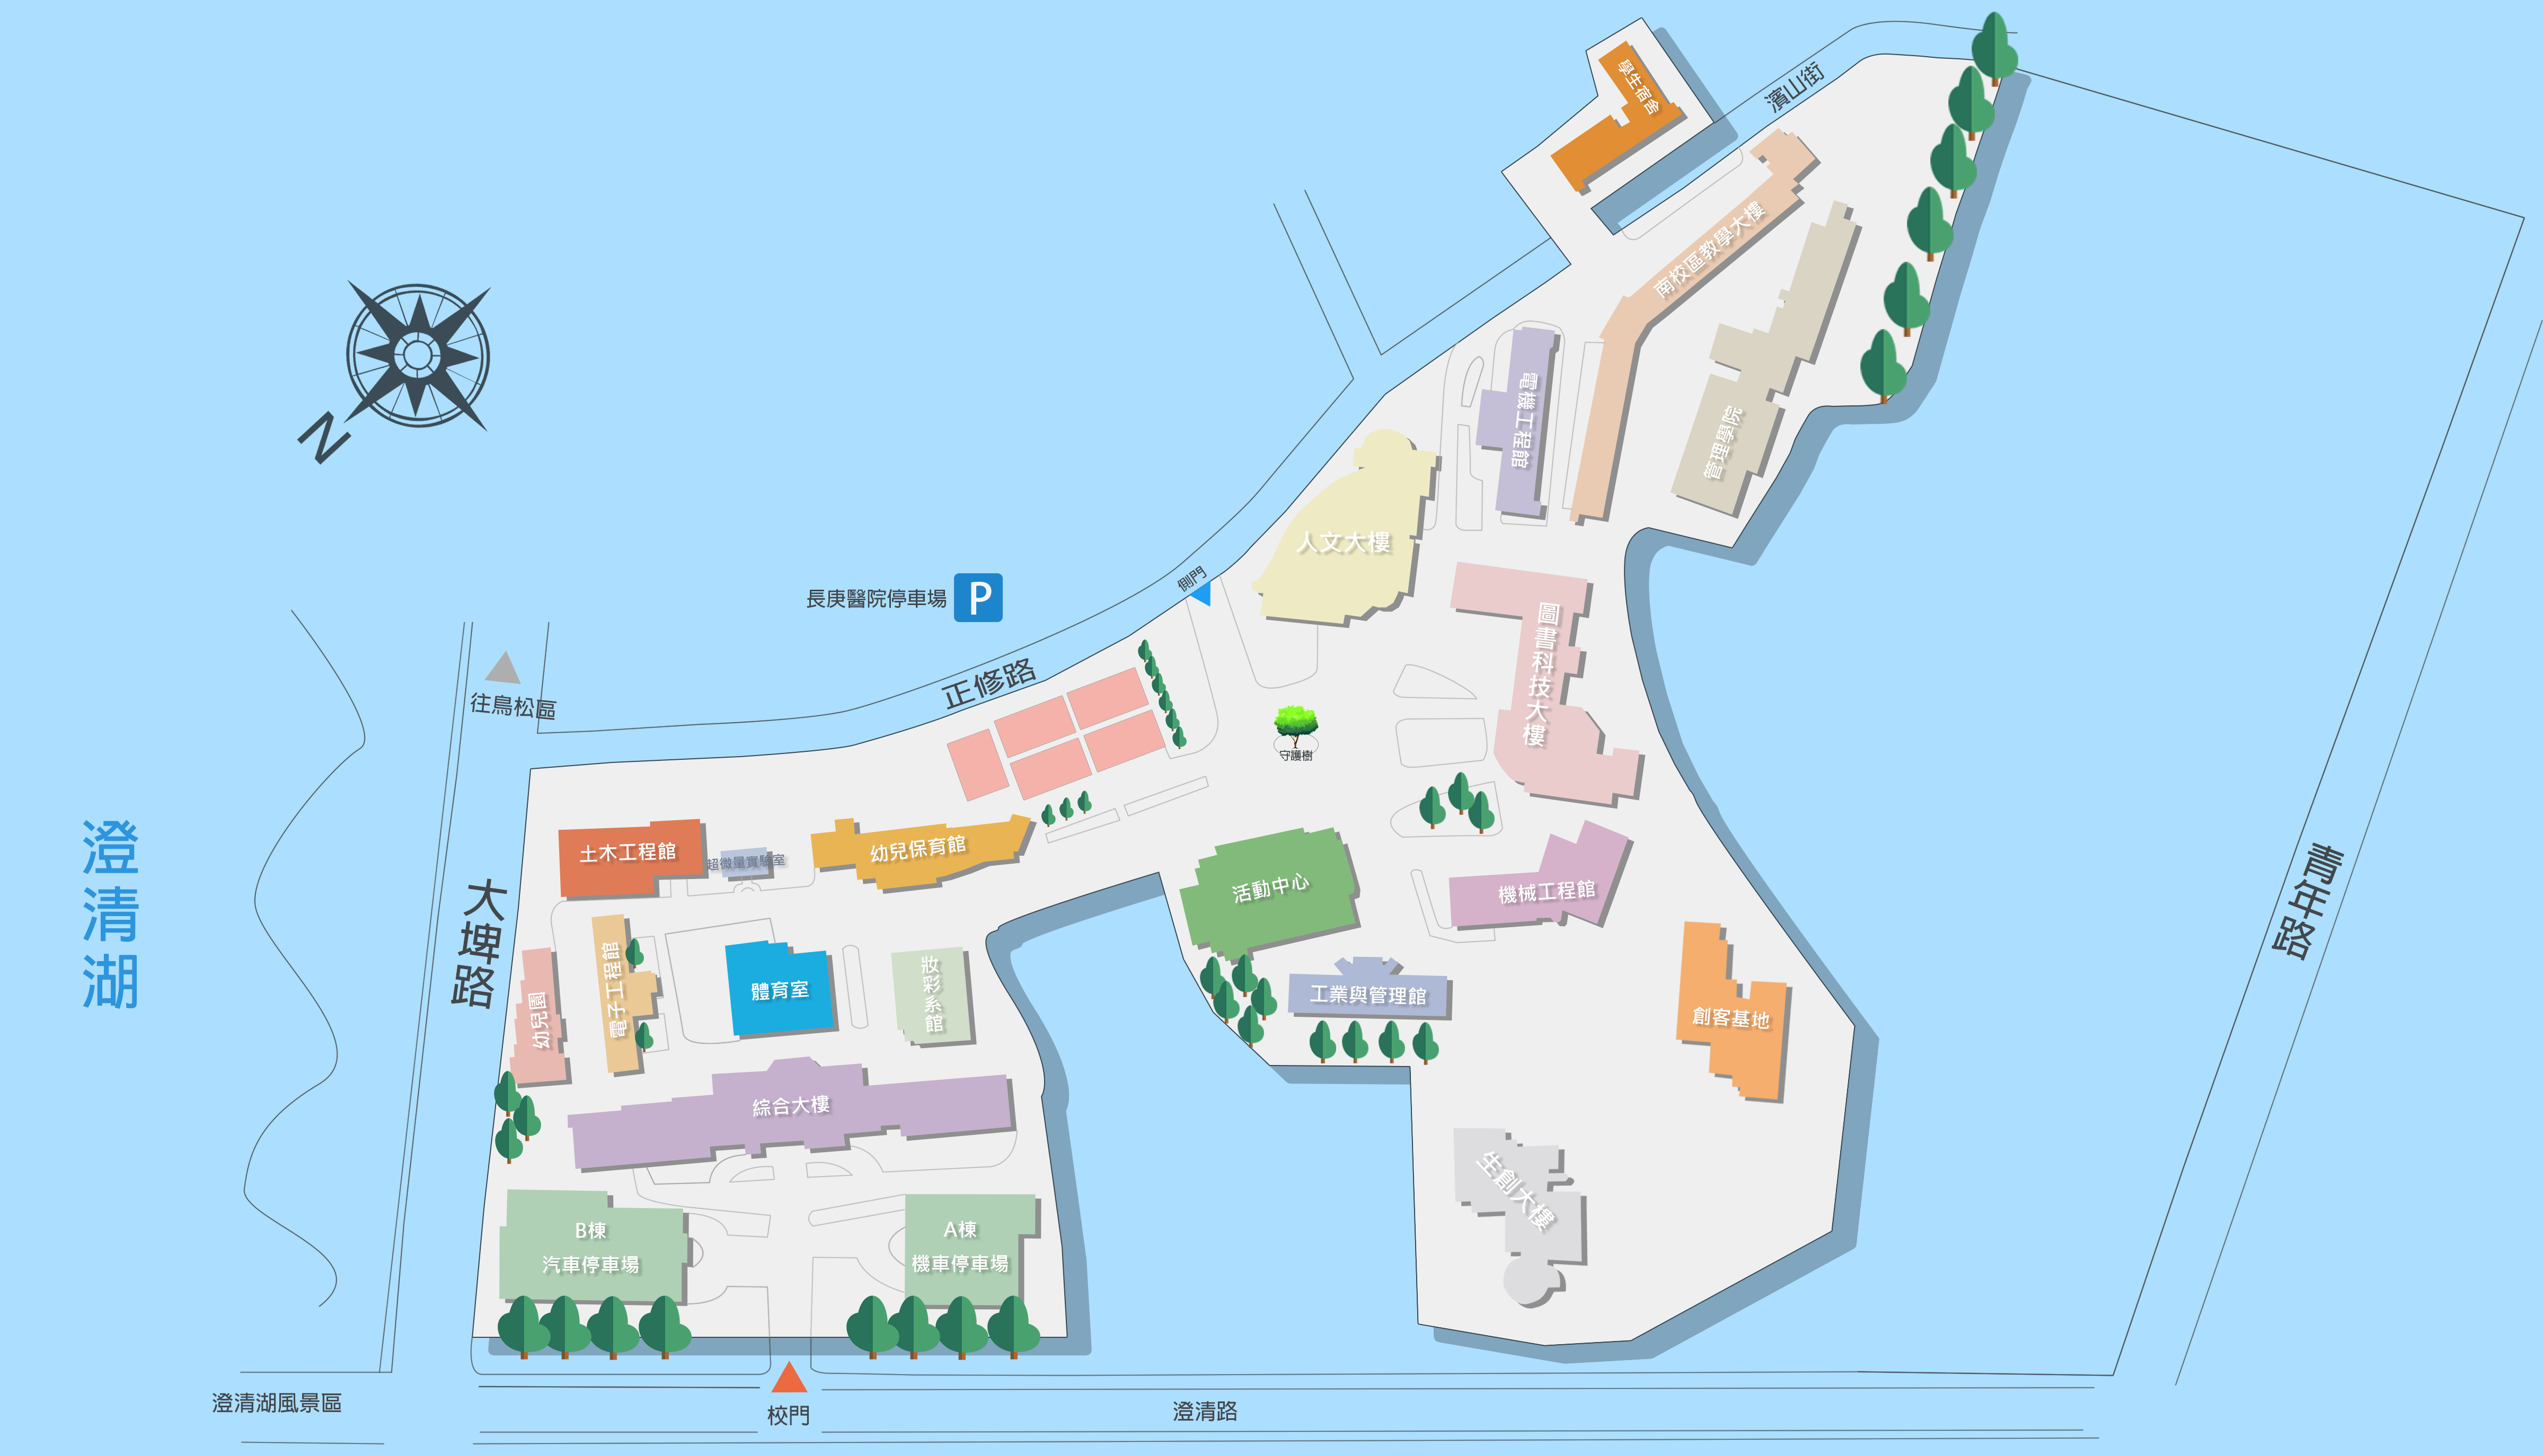 學生宿舍
濱山街
南校區教學大樓
N
電機工程館
管理學院
人文大樓
側門
長庚醫院停車場
P
圖書科技大樓
正修路
往鳥松區
守護樹
澄清湖
大埤路
土木工程館
超微量實驗室
幼兒保育館
活動中心
機械工程館
青年路
幼兒園
電子工程館
體育室
妝彩系館
工業與管理館
創客基地
綜合大樓
生創大樓
B棟
汽車停車場
A棟
機車停車場
澄清湖風景區
校門
澄清路